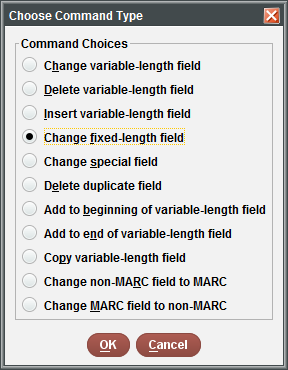 Choose Command Type
Command Choices
Change variable-length field
Delete variable-length field
Insert variable-length field
Change fixed-length field
Change special field
Delete duplicate field
Add to beginning of variable-length field
Add to end of variable-length field
Copy variable-length field
Change non-MARC field to MARC
Change MARC field to non-MARC
OK Cancel